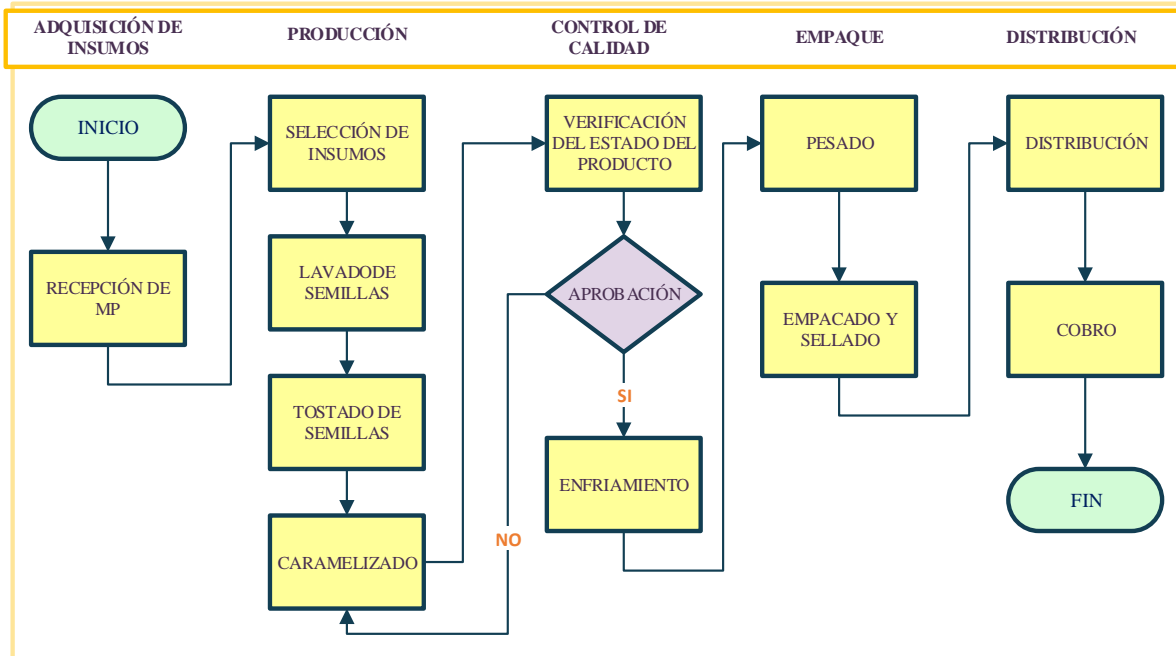 ADQUISICIÓN DE
INSUMOS
PRODUCCIÓN
CONTROL DE
CALIDAD
EMPAQUE
DISTRIBUCIÓN
INICIO
RECEPCIÓN DE
MP
SELECCIÓN DE
INSUMOS
LAVADODE
SEMILLAS
TOSTADO DE
SEMILLAS
CARAMELIZADO
VERIFICACIÓN
DEL ESTADO DEL
PRODUCTO
APROBACIÓN
SI
NO
ENFRIAMIENTO
PESADO
EMPACADO Y
SELLADO
DISTRIBUCIÓN
COBRO
FIN